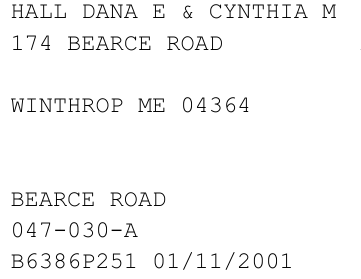 HALL DANA E & CYNTHIA M
174 BEARCE ROAD
WINTHROP ME 04364
BEARCE ROAD
047-030-A
B6386P251 01/11/2001